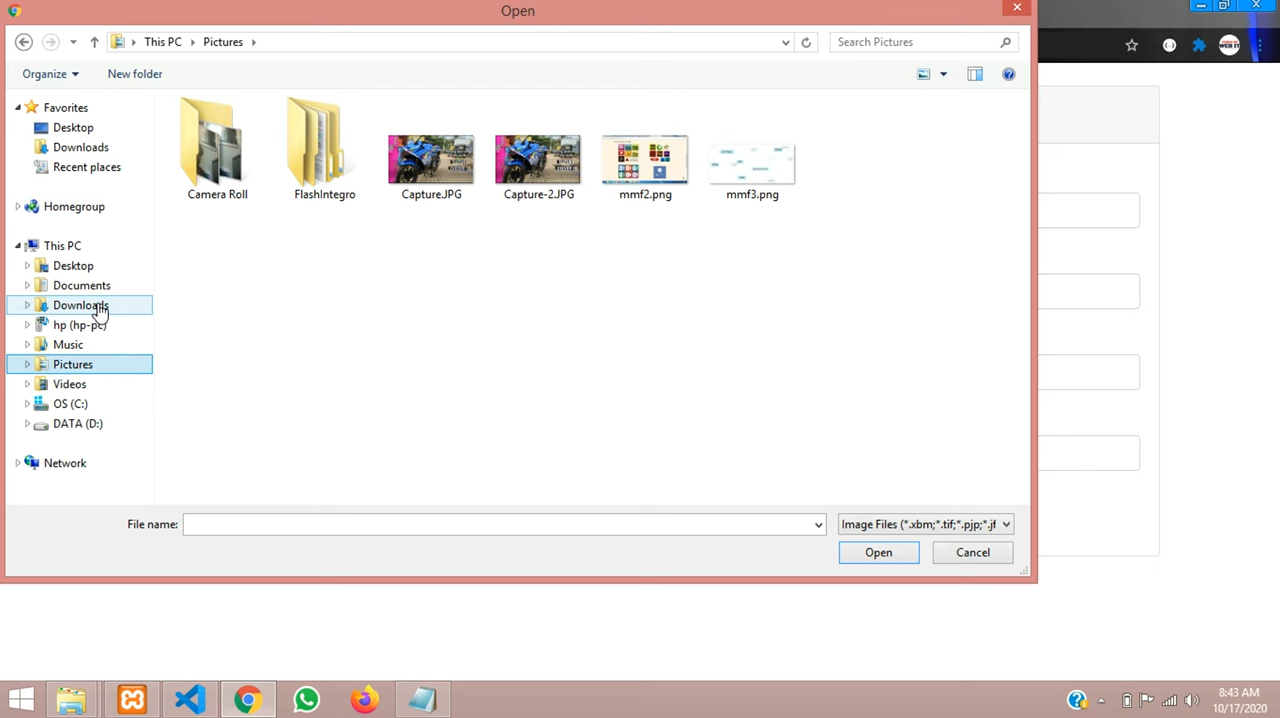 Open
This PC
Pictures
Search Pictures
Organize
New folder
Favorites
Desktop
Downloads
Recent places
Homegroup
This PC
Desktop
Documents
Downloads
hp (hp-pc)
Music
Pictures
Videos
OS (C:)
DATA (D:)
Network
Camera Roll
FlashIntegro
Capture.JPG
Capture-2.JPG
mmf2.png
mmf3.png
File name:
Image Files (*.xbm;*.tif;*.pjp;*.jf
Open
Cancel
8:43 AM
10/17/2020